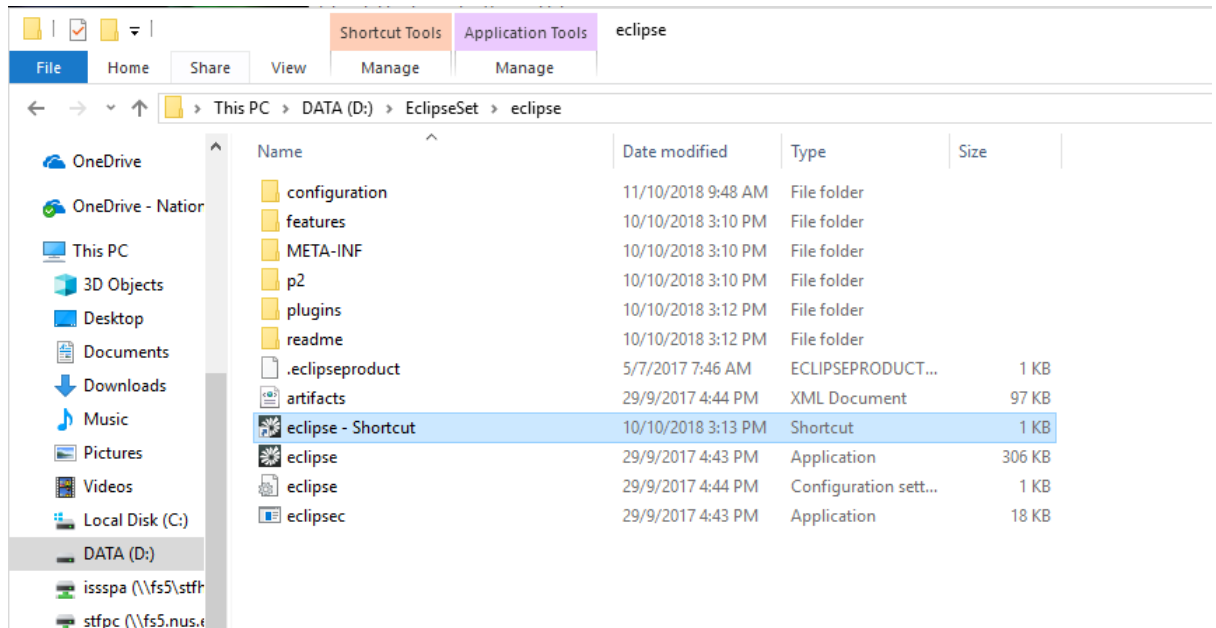 Shortcut Tools Application Tools eclipse
File Home Share View Manage Manage
This PC > DATA (D:) > EclipseSet > eclipse
Name Date modified Type Size
OneDrive
OneDrive - Nation
This PC
3D Objects
Desktop
Documents
Downloads
Music
Pictures
Videos
Local Disk (C:)
DATA (D:)
issspa (\\fs5\stfh
stfpc (\\fs5.nus.e
configuration 11/10/2018 9:48 AM File folder
features 10/10/2018 3:10 PM File folder
META-INF 10/10/2018 3:10 PM File folder
p2 10/10/2018 3:10 PM File folder
plugins 10/10/2018 3:12 PM File folder
readme 10/10/2018 3:12 PM File folder
.eclipseproduct 5/7/2017 7:46 AM ECLIPSEPRODUCT... 1 KB
artifacts 29/9/2017 4:44 PM XML Document 97 KB
eclipse - Shortcut 10/10/2018 3:13 PM Shortcut 1 KB
eclipse 29/9/2017 4:43 PM Application 306 KB
eclipse 29/9/2017 4:44 PM Configuration sett... 1 KB
eclipsec 29/9/2017 4:43 PM Application 18 KB